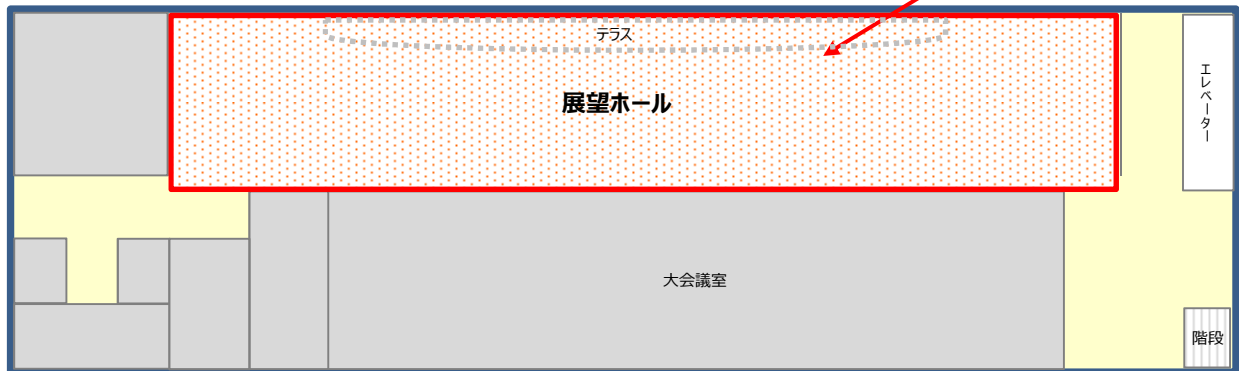 テラス
展望ホール
エレベーター
大会議室
階段